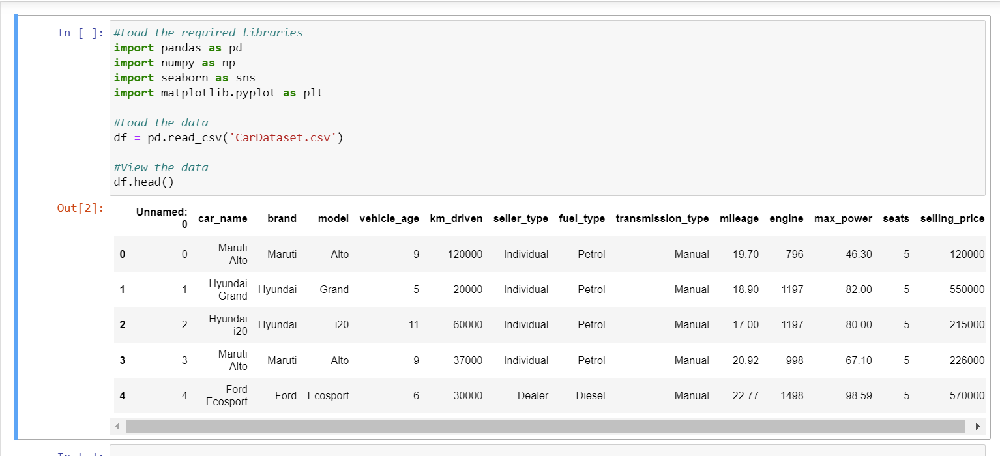 In [ ]: #Load the required libraries
import pandas as pd
import numpy as np
import seaborn as sns
import matplotlib.pyplot as plt
#Load the data
df = pd.read_csv('CarDataset.csv')
#View the data
df.head()
Out[2]:
Unnamed: 0 car_name brand model vehicle_age km_driven seller_type fuel_type transmission_type mileage engine max_power seats selling_price
0 0 Maruti Alto Maruti Alto 9 120000 Individual Petrol Manual 19.70 796 46.30 5 120000
1 1 Hyundai Grand Hyundai Grand 5 20000 Individual Petrol Manual 18.90 1197 82.00 5 550000
2 2 Hyundai i20 Hyundai i20 11 60000 Individual Petrol Manual 17.00 1197 80.00 5 215000
3 3 Maruti Alto Maruti Alto 9 37000 Individual Petrol Manual 20.92 998 67.10 5 226000
4 4 Ford Ecosport Ford Ecosport 6 30000 Dealer Diesel Manual 22.77 1498 98.59 5 570000
In [ ]: